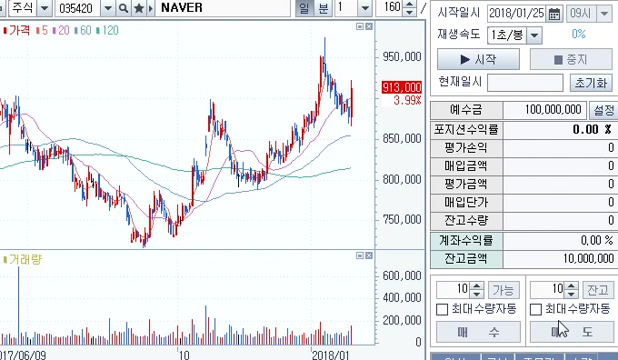 주식 035420 NAVER 일 분 1 160 /
가격 5 20 60 120
950,000
913,000
3.99%
850,000
800,000
750,000
거래량
600,000
400,000
200,000
0
017/06/09 10 2018/01
시작일시 2018/01/25 09시
재생속도 1초/봉 0%
▶ 시작 ■ 중지
현재일시 초기화
예수금 100,000,000 설정
포지션수익률 0.00 %
평가손익 0
매입금액 0
평가금액 0
매입단가 0
잔고수량 0
계좌수익률 0,00 %
잔고금액 10,000,000
10 가능 10 잔고
최대수량자동 최대수량자동
매 수 매 도